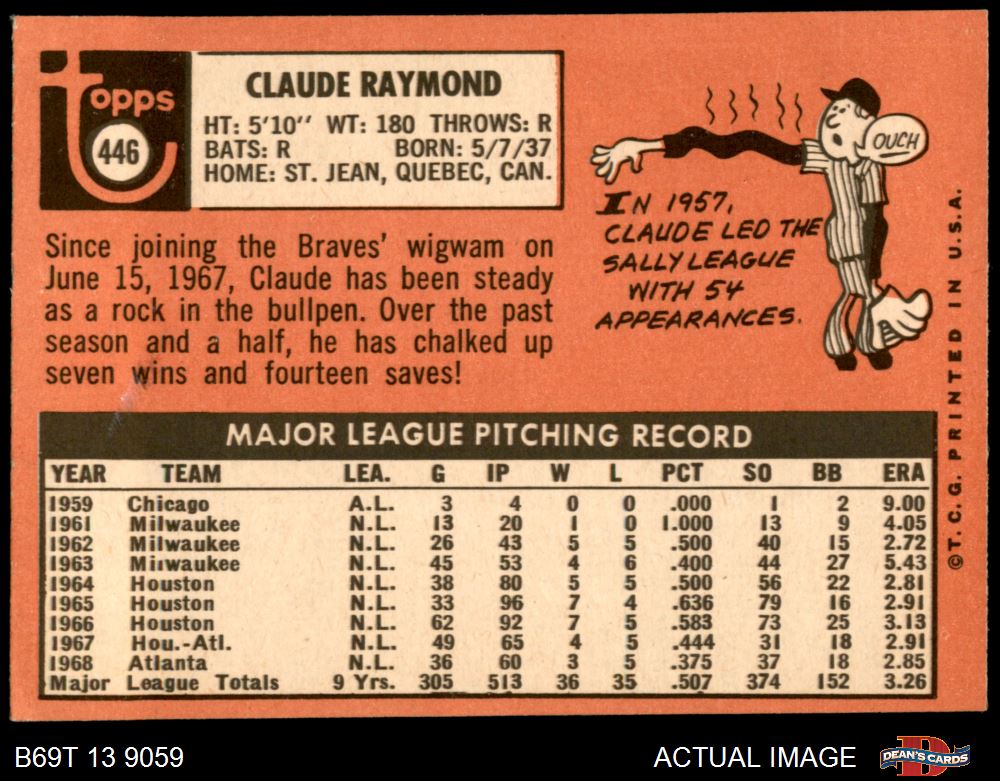 Topps
446
CLAUDE RAYMOND
HT: 5'10" WT: 180 THROWS: R
BATS: R BORN: 5/7/37
HOME: ST. JEAN, QUEBEC, CAN.
Since joining the Braves' wigwam on
June 15, 1967, Claude has been steady
as a rock in the bullpen. Over the past
season and a half, he has chalked up
seven wins and fourteen saves!
OUCH
IN 1957,
CLAUDE LED THE
SALLY LEAGUE
WITH 54
APPEARANCES.
MAJOR LEAGUE PITCHING RECORD
YEAR TEAM LEA. G IP W L PCT SO BB ERA
1959 Chicago A.L. 3 4 0 0 .000 1 2 9.00
1961 Milwaukee N.L. 13 20 1 0 1.000 13 9 4.05
1962 Milwaukee N.L. 26 43 5 5 .500 40 15 2.72
1963 Milwaukee N.L. 45 53 4 6 .400 44 27 5.43
1964 Houston N.L. 38 80 5 5 .500 56 22 2.81
1965 Houston N.L. 33 96 7 4 .636 79 16 2.91
1966 Houston N.L. 62 92 7 5 .583 73 25 3.13
1967 Hou.-Atl. N.L. 49 65 4 5 .444 31 18 2.91
1968 Atlanta N.L. 36 60 3 5 .375 37 18 2.85
Major League Totals 9 Yrs. 305 513 36 35 .507 374 152 3.26
©T.C.G. PRINTED IN U.S.A.
B69T 13 9059
ACTUAL IMAGE
DEAN'S CARDS